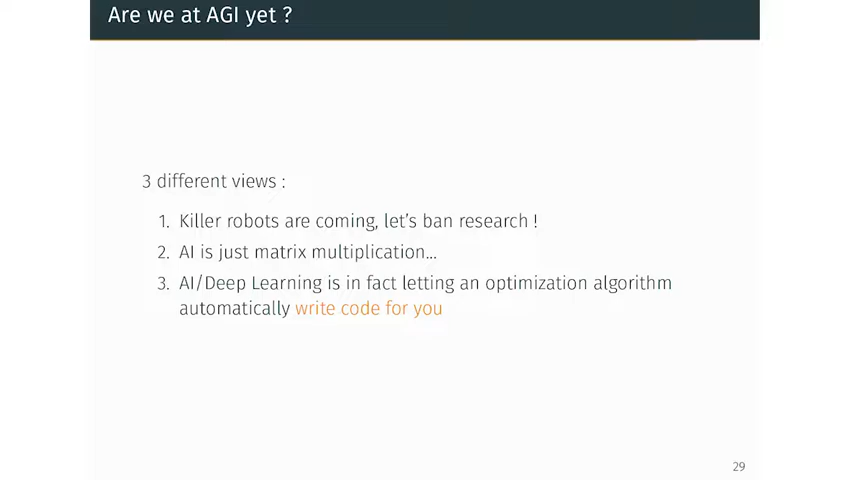 Are we at AGI yet ?
3 different views :
1. Killer robots are coming, let's ban research !
2. AI is just matrix multiplication...
3. AI/Deep Learning is in fact letting an optimization algorithm
automatically write code for you
29